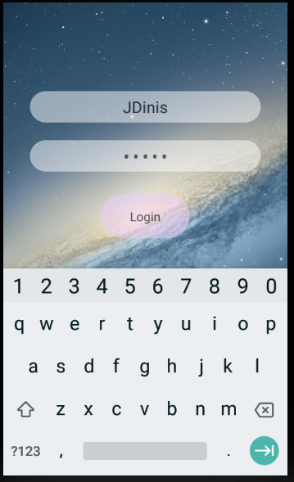 JDinis
•••••
Login
1 2 3 4 5 6 7 8 9 0
q w e r t y u i o p
a s d f g h j k l
z x c v b n m
?123 , .